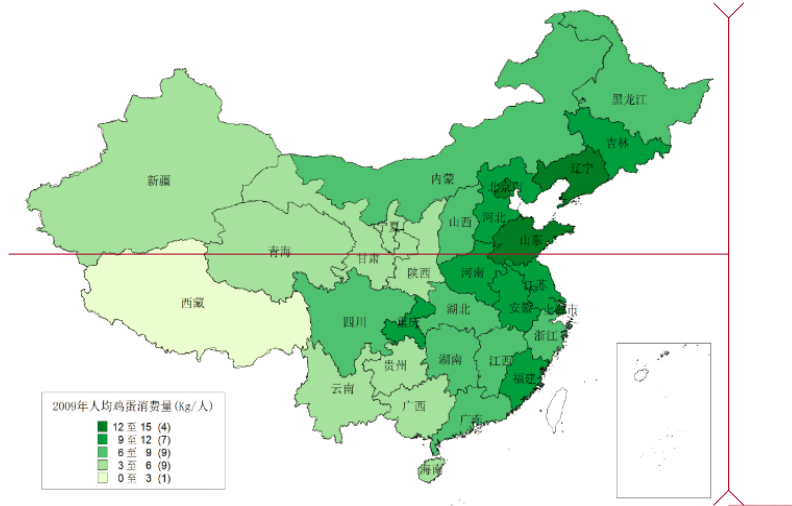 黑龙江
吉林
新疆
内蒙
辽宁
北京
宁夏
山西
河北
山东
青海
甘肃
陕西
河南
江苏
西藏
安徽
上海市
四川
重庆
湖北
浙江
湖南
江西
贵州
福建
云南
广西
广东
海南
2009年人均鸡蛋消费量(Kg/人)
12 至 15 (4)
9 至 12 (7)
6 至 9 (9)
3 至 6 (9)
0 至 3 (1)